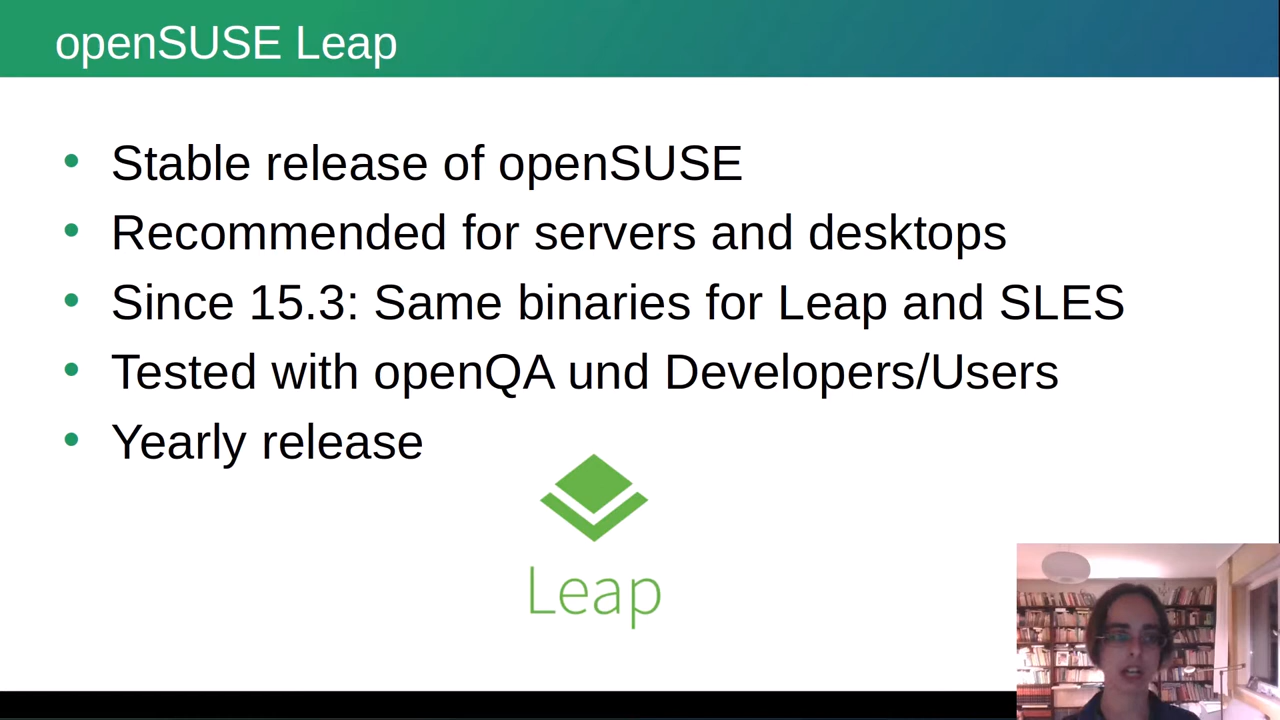 openSUSE Leap
Stable release of openSUSE
Recommended for servers and desktops
Since 15.3: Same binaries for Leap and SLES
Tested with openQA und Developers/Users
Yearly release
Leap